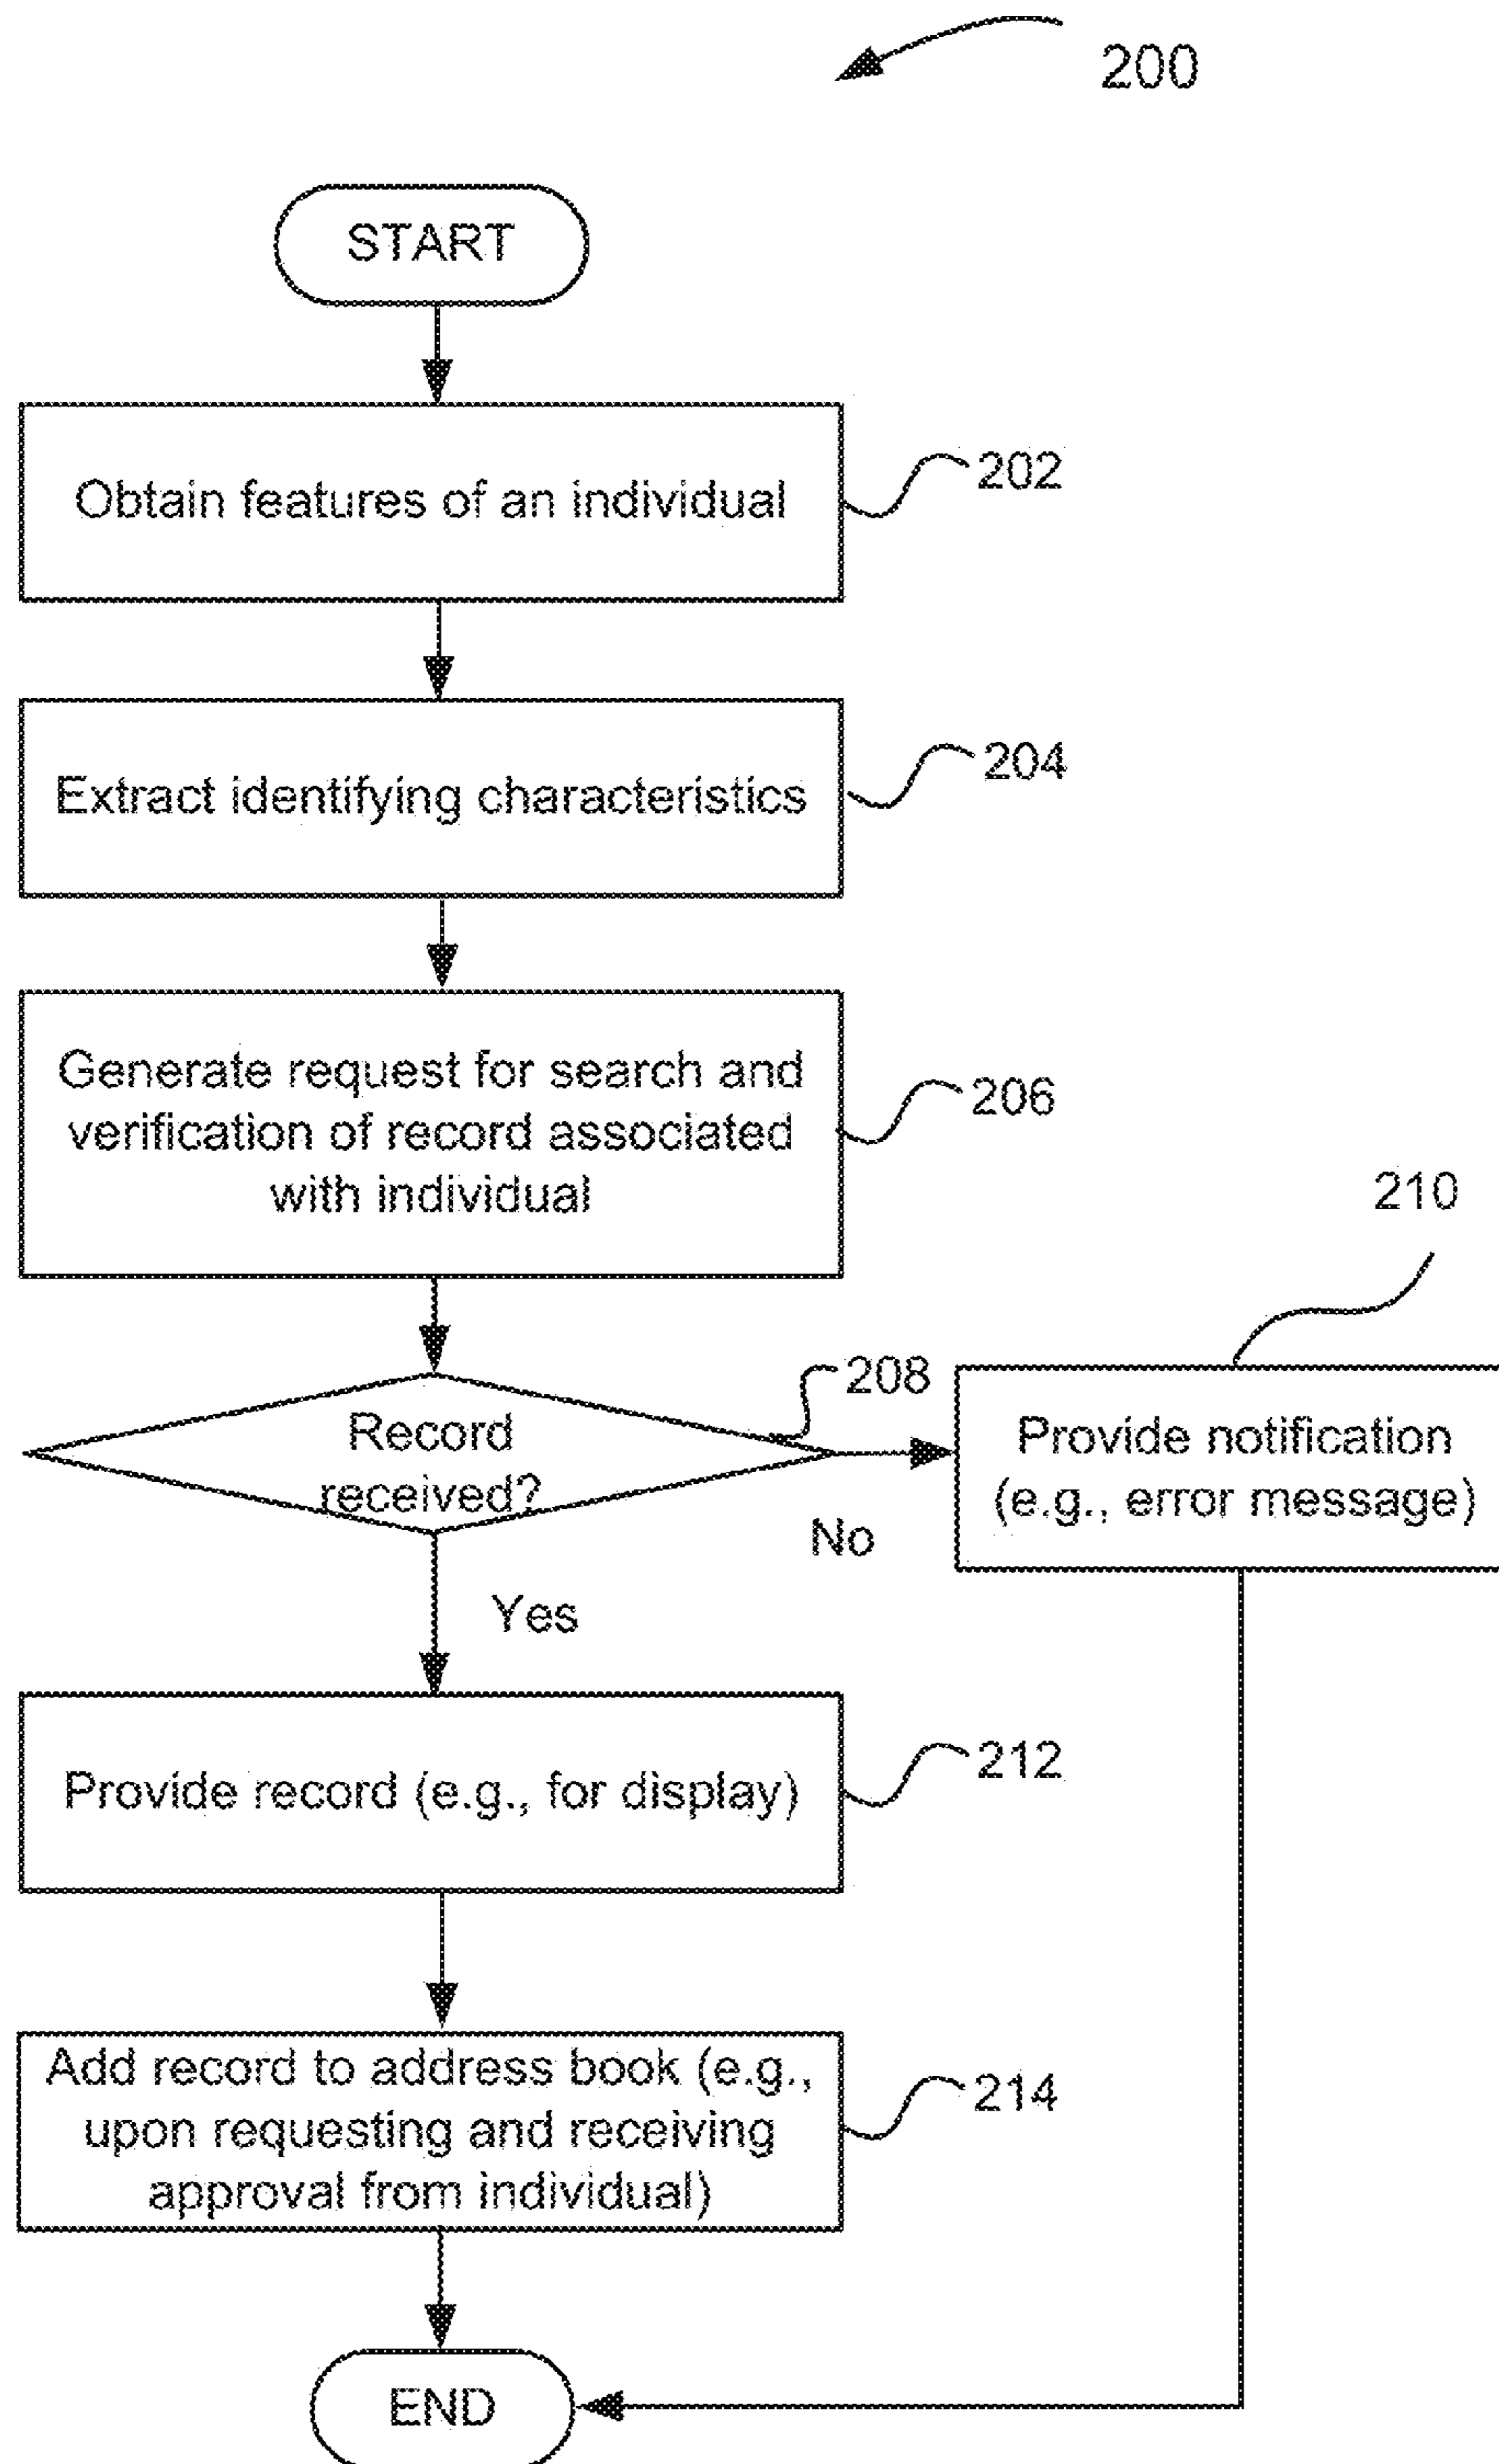 200
START
Obtain features of an individual
202
Extract identifying characteristics
204
Generate request for search and
verification of record associated
with individual
206
210
208
Record
received?
Provide notification
(e.g., error message)
No
Yes
Provide record (e.g., for display)
212
Add record to address book (e.g.,
upon requesting and receiving
approval from individual)
214
END